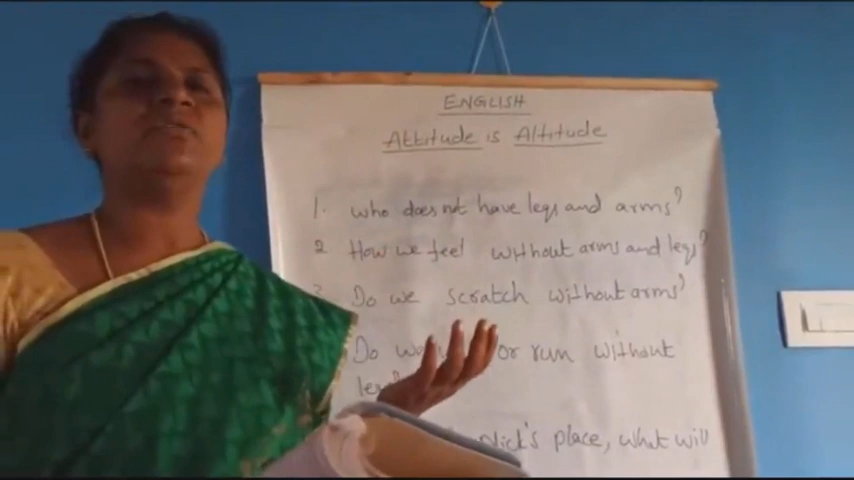 ENGLISH
Attitude is Altitude
1. who does not have legs and arms?
2 How we feel without arms and legs?
3 Do we scratch without arms?
Do or run without
place, what will